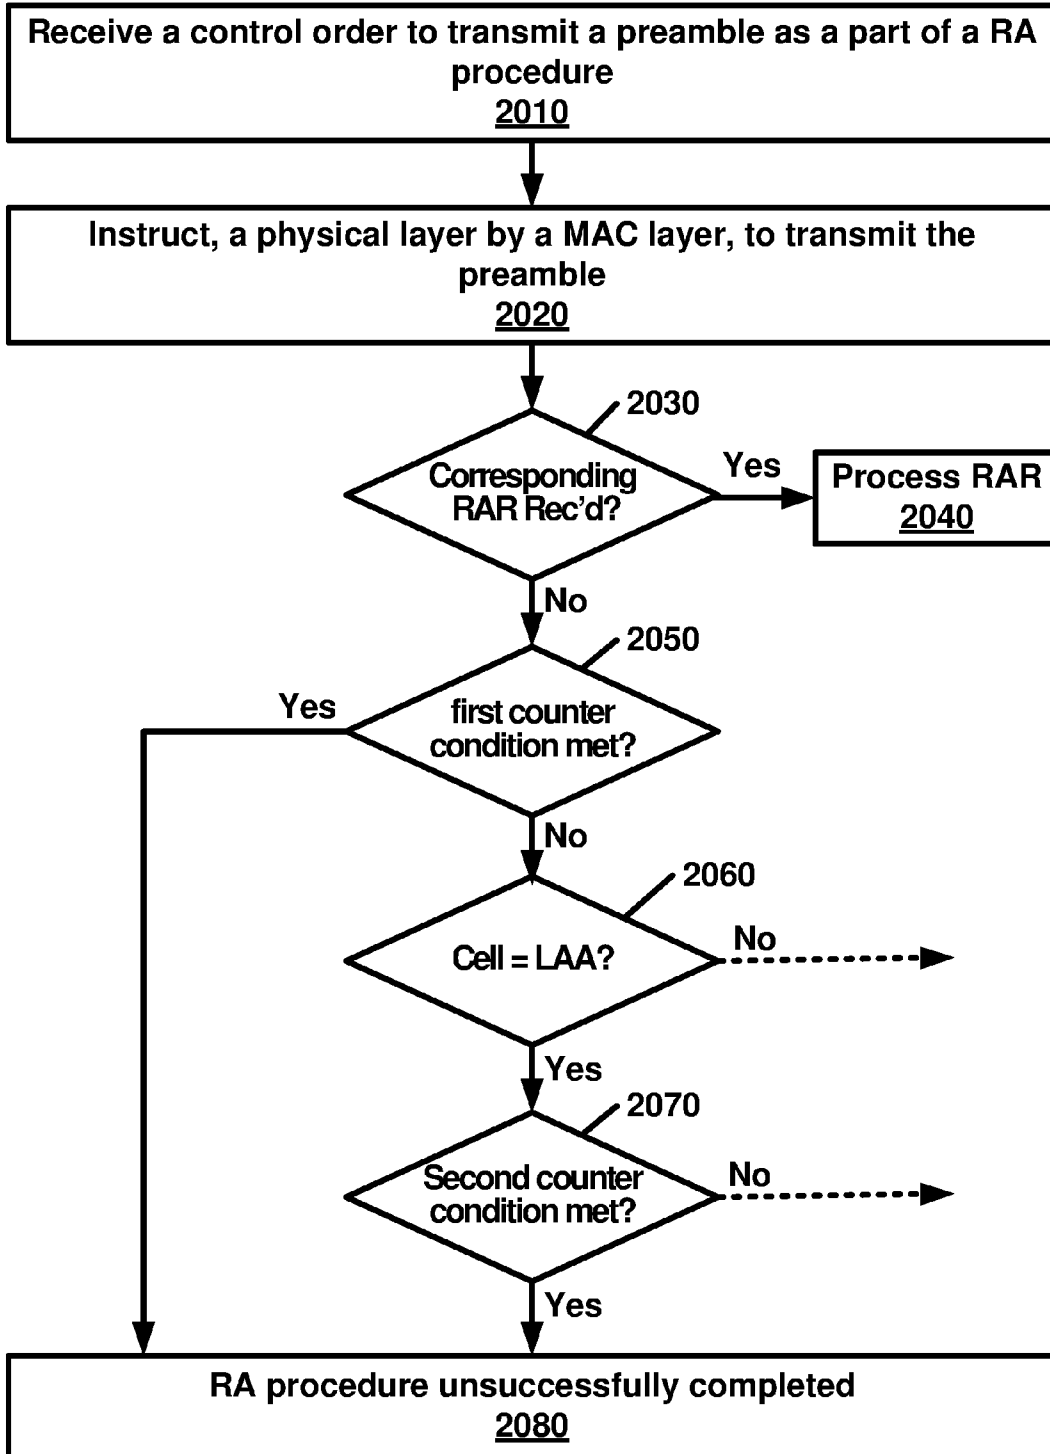 Receive a control order to transmit a preamble as a part of a RA
procedure
2010
Instruct, a physical layer by a MAC layer, to transmit the
preamble
2020
2030
Corresponding
RAR Rec'd?
Yes
Process RAR
2040
No
2050
Yes
first counter
condition met?
No
2060
Cell = LAA?
No
Yes
2070
Second counter
condition met?
No
Yes
RA procedure unsuccessfully completed
2080